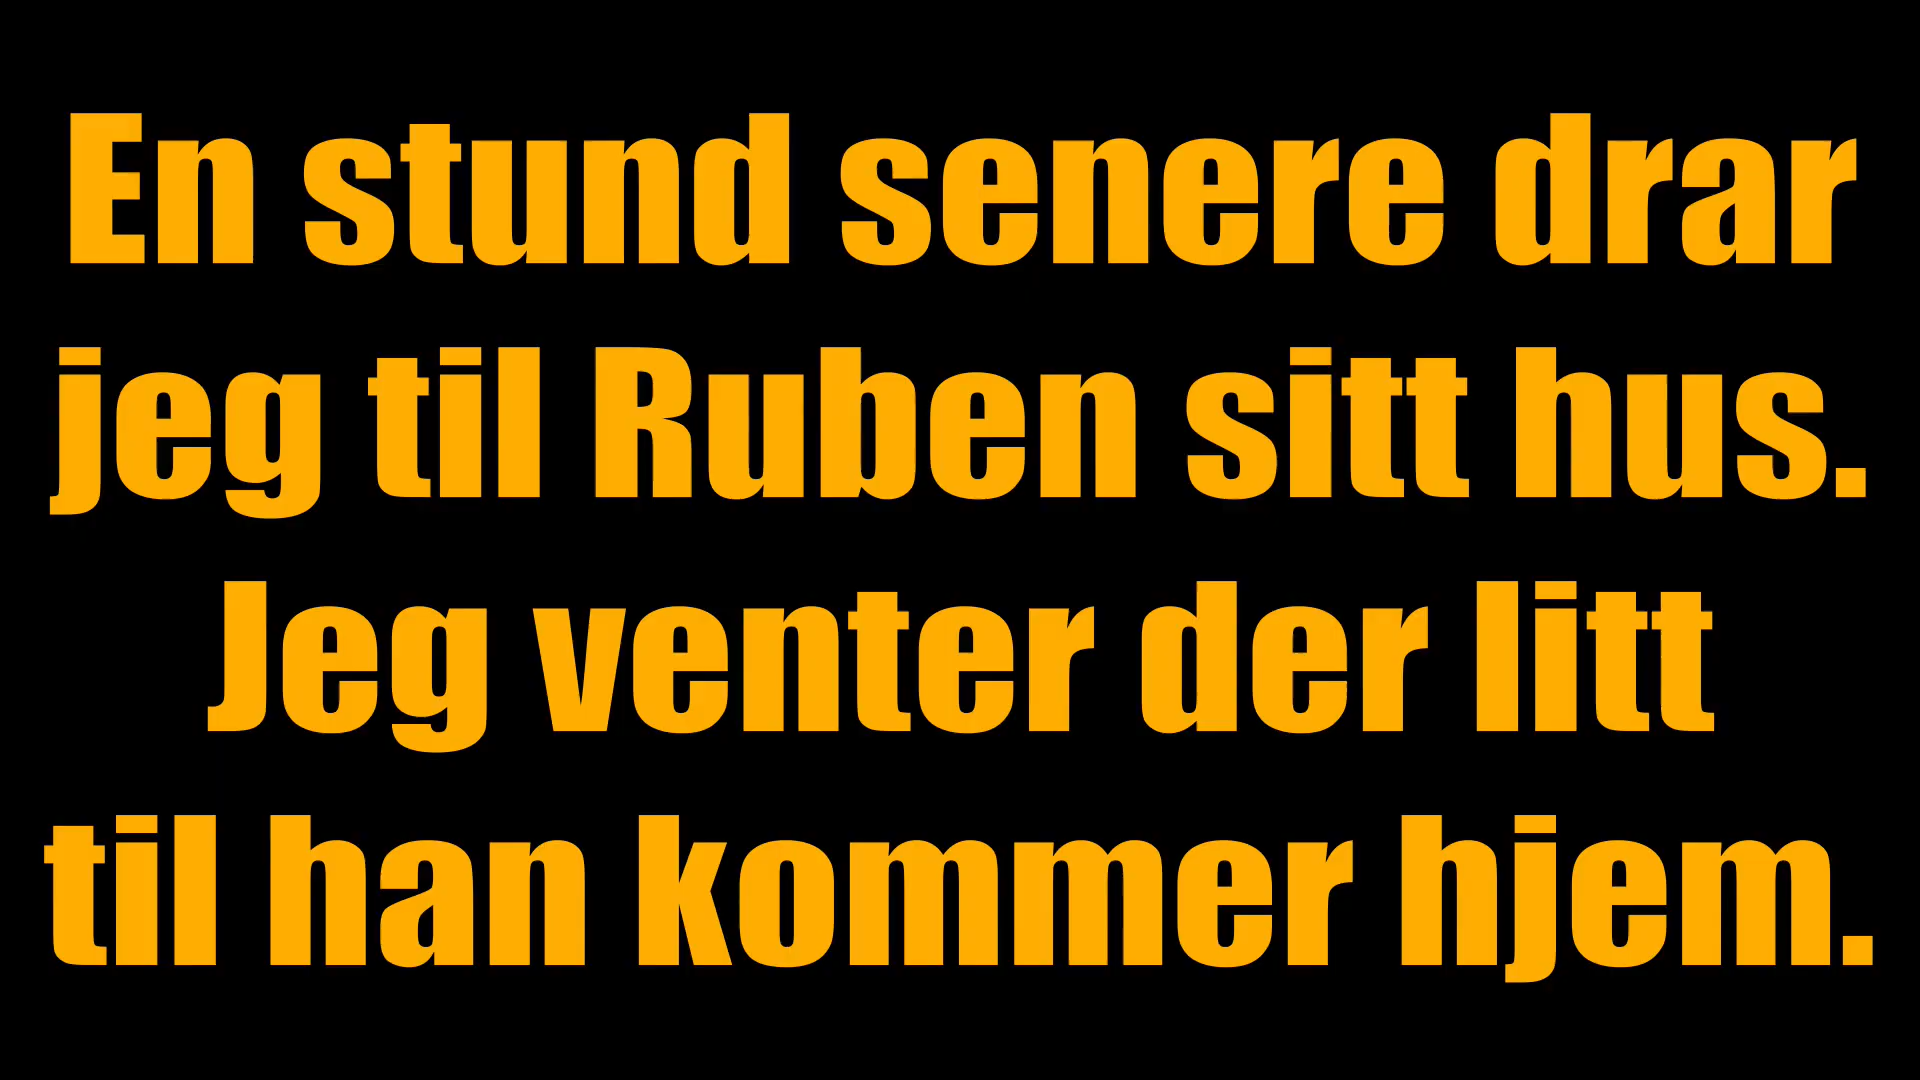 En stund senere drar
jeg til Ruben sitt hus.
Jeg venter der litt
til han kommer hjem.